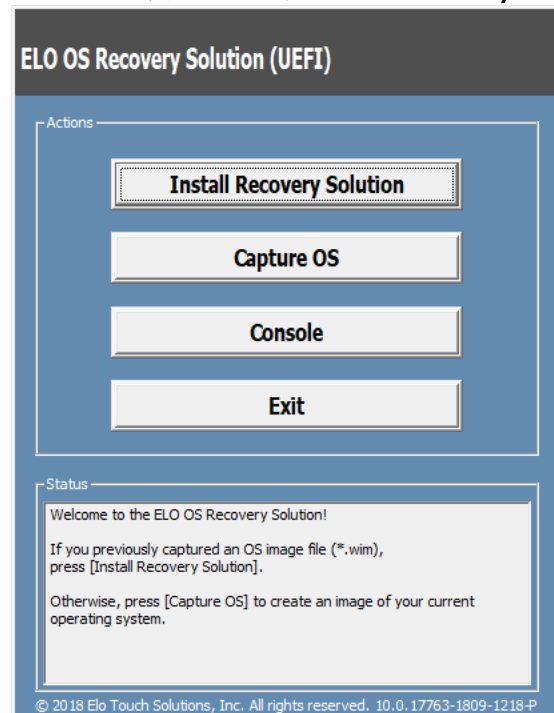 ELO OS Recovery Solution (UEFI)
Actions
Install Recovery Solution
Capture OS
Console
Exit
Status
Welcome to the ELO OS Recovery Solution!
If you previously captured an OS image file (*.wim),
press [Install Recovery Solution].
Otherwise, press [Capture OS] to create an image of your current
operating system.
© 2018 Elo Touch Solutions, Inc. All rights reserved. 10.0.17763-1809-1218-P